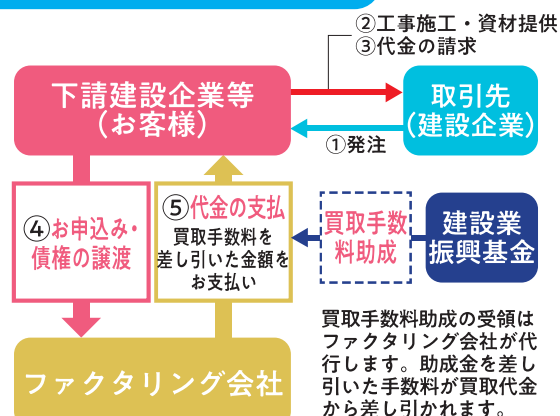 ②工事施工・資材提供
③代金の請求
下請建設企業等
（お客様）
取引先
（建設企業）
①発注
④お申込み・
債権の譲渡
⑤代金の支払
買取手数料を
差し引いた金額を
お支払い
買取手数
料助成
建設業
振興基金
ファクタリング会社
買取手数料助成の受領は
ファクタリング会社が代
行します。助成金を差し
引いた手数料が買取代金
から差し引かれます。